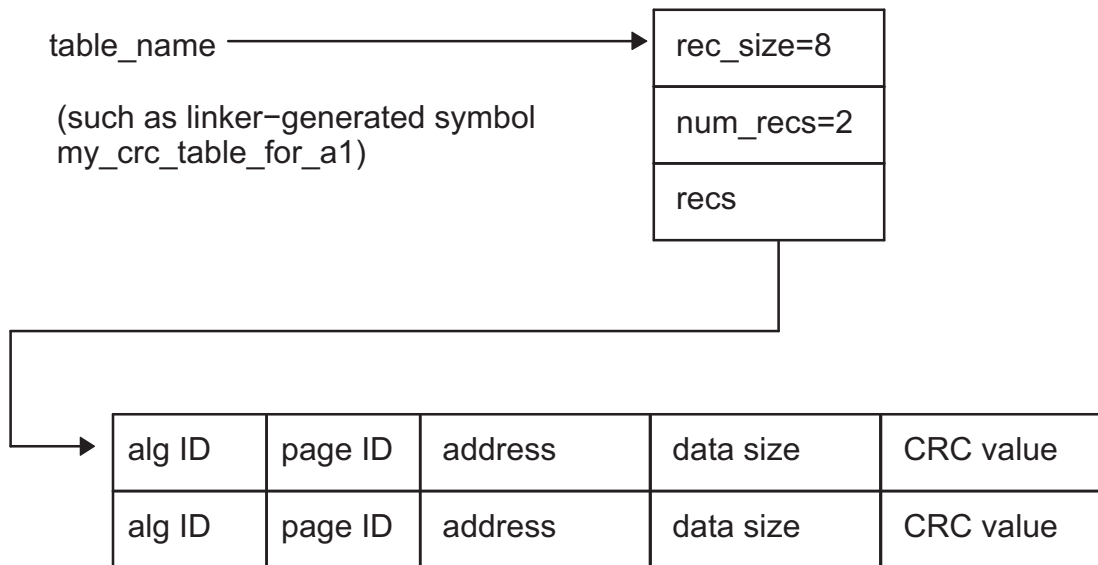 table_name
rec_size=8
(such as linker−generated symbol
my_crc_table_for_a1)
num_recs=2
recs
alg ID page ID address data size CRC value
alg ID page ID address data size CRC value